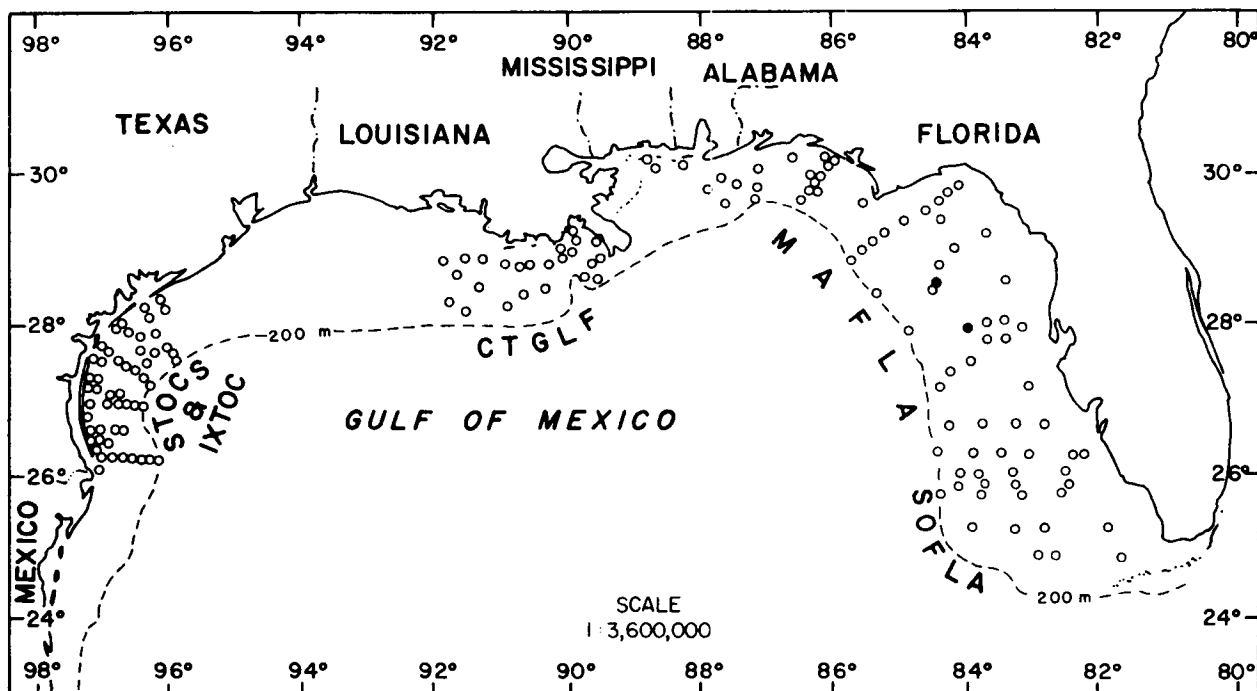 98° 96° 94° 92° 90° 88° 86° 84° 82° 80°
MISSISSIPPI ALABAMA
TEXAS LOUISIANA FLORIDA
30° 30°
28° 28°
200 m
CTGLF
MAFLA
STOCS
&
IXTOC
GULF OF MEXICO
26° 26°
SOFLA
MEXICO
200 m
24° 24°
SCALE
1:3,600,000
98° 96° 94° 92° 90° 88° 86° 84° 82° 80°